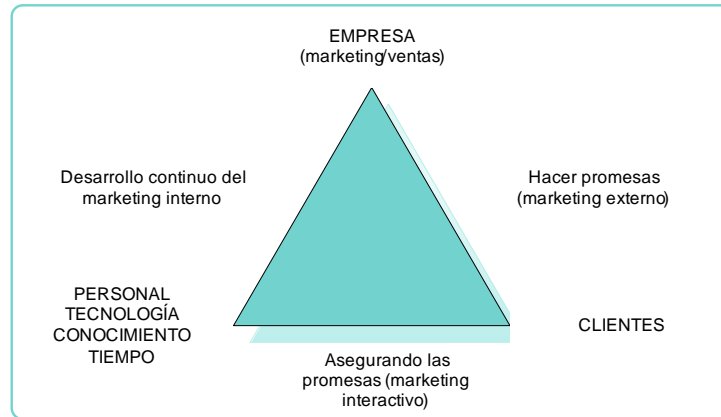 EMPRESA
(marketing/ventas)
Desarrollo continuo del
marketing interno
Hacer promesas
(marketing externo)
PERSONAL
TECNOLOGÍA
CONOCIMIENTO
TIEMPO
CLIENTES
Asegurando las
promesas (marketing
interactivo)